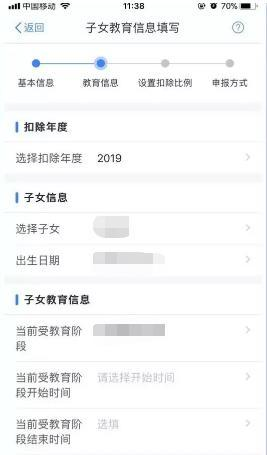 中国移动 11:38 70%
返回 子女教育信息填写
基本信息 教育信息 设置扣除比例 申报方式
扣除年度
选择扣除年度 2019
子女信息
选择子女
出生日期
子女教育信息
当前受教育阶
段
当前受教育阶 请选择开始时间
段开始时间
当前受教育阶 选填
段结束时间